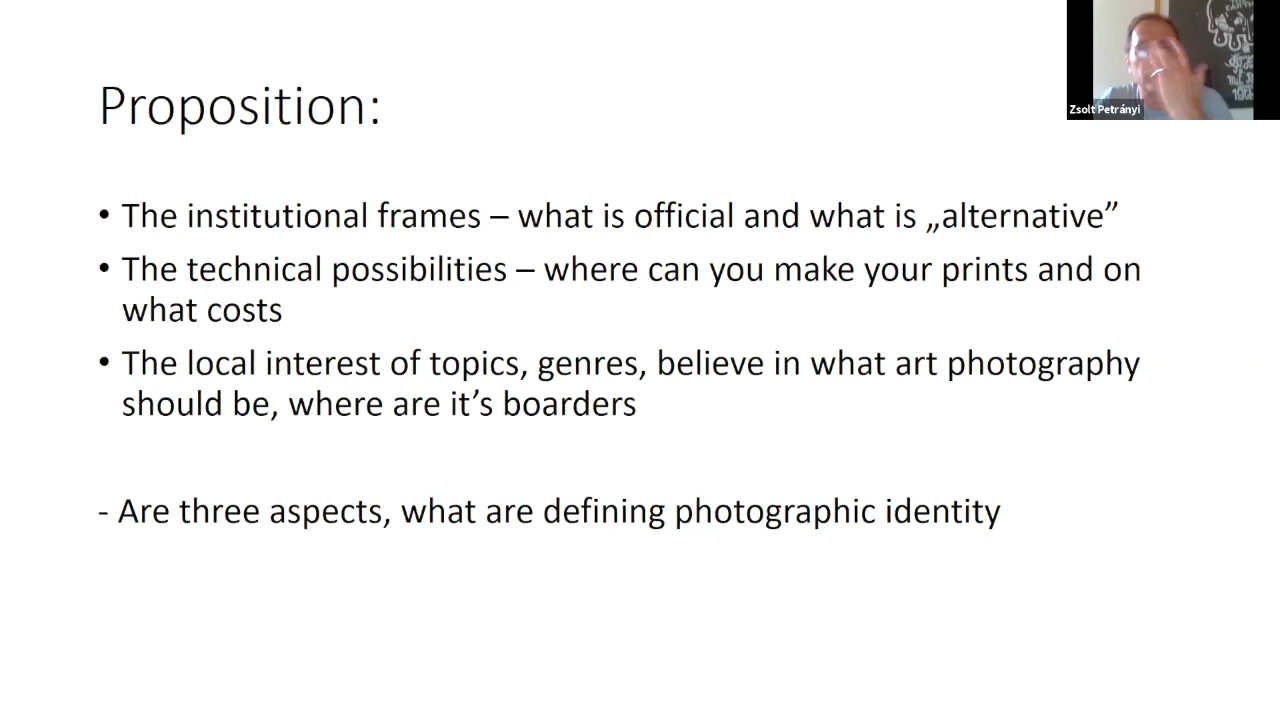 Proposition:
• The institutional frames – what is official and what is „alternative”
• The technical possibilities – where can you make your prints and on
what costs
• The local interest of topics, genres, believe in what art photography
should be, where are it’s boarders
- Are three aspects, what are defining photographic identity
Zsolt Petrányi